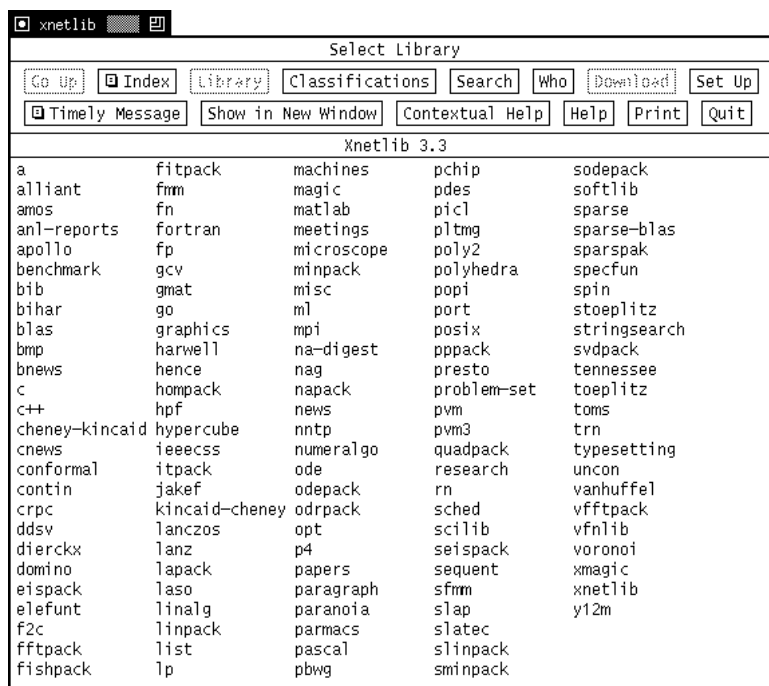 xnetlib
Select Library
Go Up Index Library Classifications Search Who Download Set Up
Timely Message Show in New Window Contextual Help Help Print Quit
Xnetlib 3.3
a fitpack machines pchip sodepack
alliant fmm magic pdes softlib
amos fn matlab picl sparse
anl-reports fortran meetings pltmg sparse-blas
apollo fp microscope poly2 sparspak
benchmark gcv minpack polyhedra specfun
bib gmat misc popi spin
bihar go ml port stoeplitz
blas graphics mpi posix stringsearch
bmp harwell na-digest pppack svdpack
bnews hence nag presto tennessee
c hompack napack problem-set toeplitz
c++ hpf news pvm toms
cheney-kincaid hypercube nntp pvm3 trn
cnews ieeecss numeralgo quadpack typesetting
conformal itpack ode research uncon
contin jakef odepack rn vanhuffel
crpc kincaid-cheney odrpack sched vfftpack
ddsv lanczos opt scilib vfnlib
dierckx lanz p4 seispack voronoi
domino lapack papers sequent xmagic
eispack laso paragraph sfmm xnetlib
elefunt linalg paranoia slap y12m
f2c linpack parmacs slatec
fftpack list pascal slinpack
fishpack lp pbwg sminpack